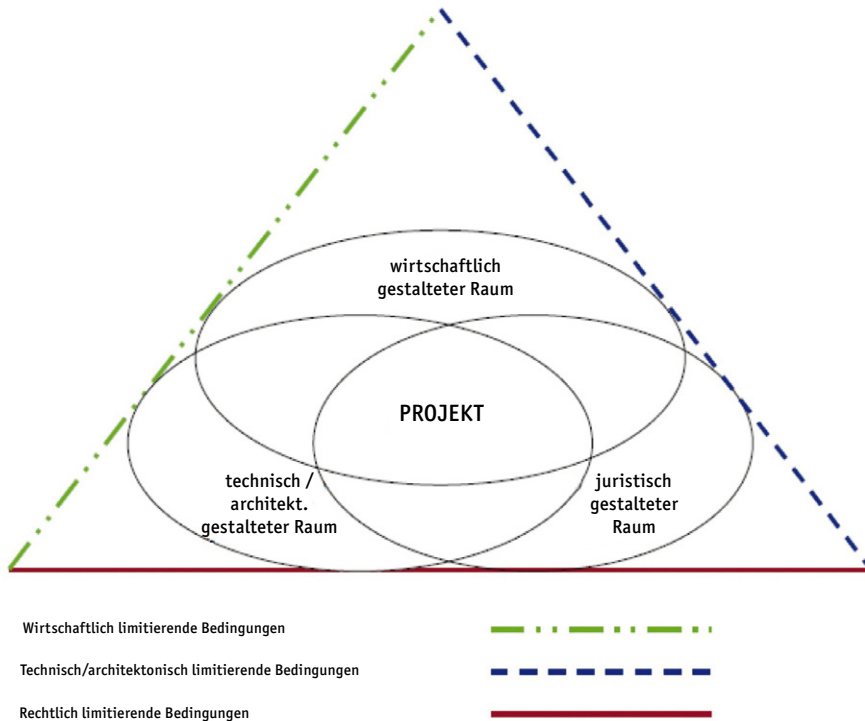 wirtschaftlich
gestalteter Raum
PROJEKT
technisch /
architekt.
gestalteter Raum
juristisch
gestalteter
Raum
Wirtschaftlich limitierende Bedingungen
Technisch/architektonisch limitierende Bedingungen
Rechtlich limitierende Bedingungen